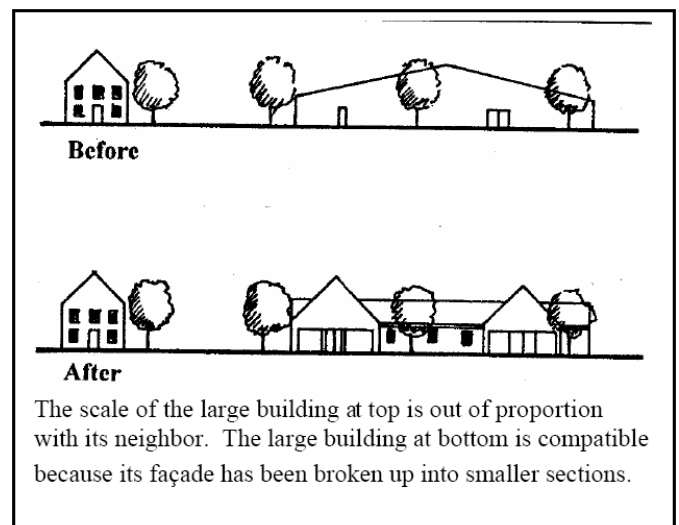 Before
After
The scale of the large building at top is out of proportion
with its neighbor.  The large building at bottom is compatible
because its façade has been broken up into smaller sections.